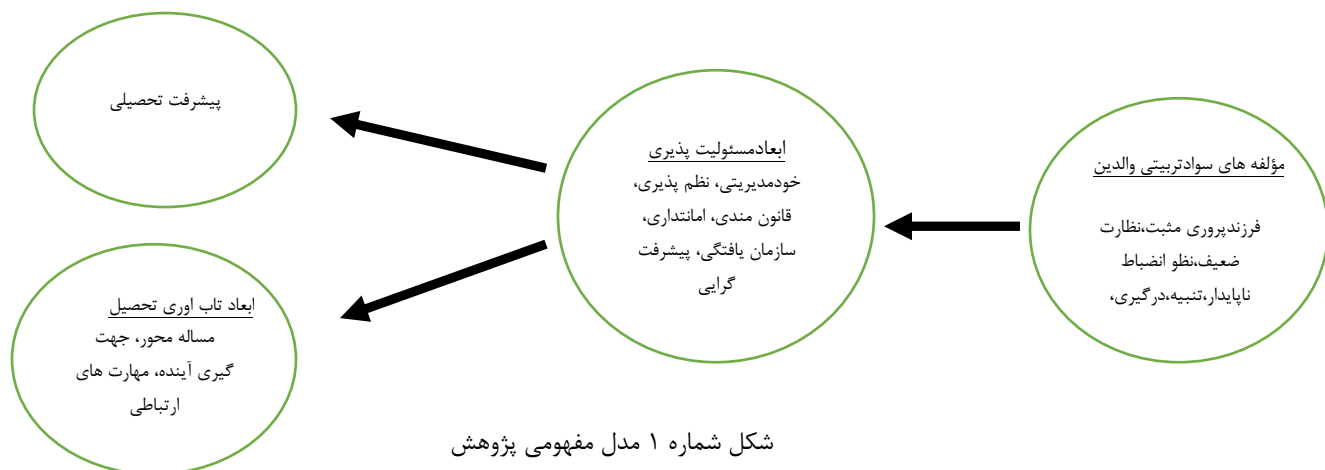 مؤلفه های سوادتربیتی والدین
فرزندپروری مثبت،نظارت
ضعیف،نظو انضباط
ناپایدار،تنبیه،درگیری،
ابعادمسئولیت پذیری
خودمدیریتی، نظم پذیری،
قانون مندی، امانتداری،
سازمان یافتگی، پیشرفت
گرایی
پیشرفت تحصیلی
ابعاد تاب اوری تحصیل
مساله محور، جهت
گیری آینده، مهارت های
ارتباطی
شکل شماره ۱ مدل مفهومی پژوهش